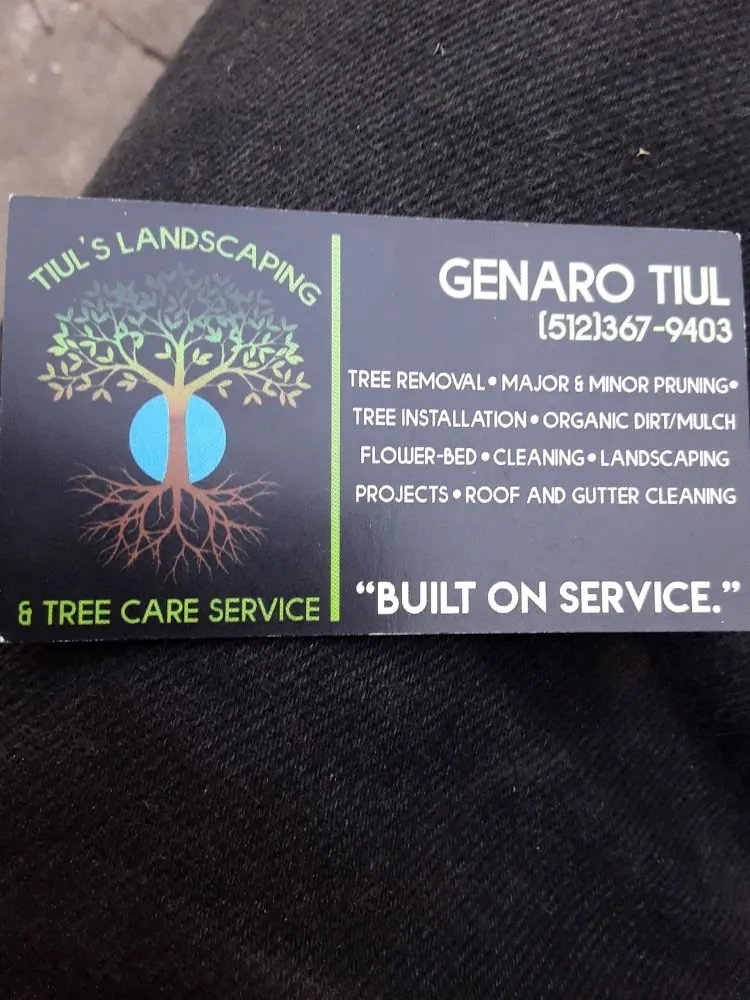 TIUL'S LANDSCAPING
& TREE CARE SERVICE
GENARO TIUL
(512)367-9403
TREE REMOVAL • MAJOR & MINOR PRUNING•
TREE INSTALLATION • ORGANIC DIRT/MULCH
FLOWER-BED • CLEANING • LANDSCAPING
PROJECTS • ROOF AND GUTTER CLEANING
“BUILT ON SERVICE.”